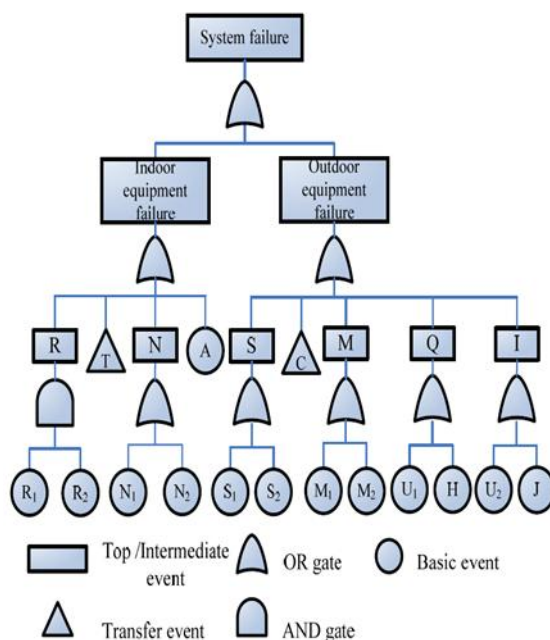 System failure
Indoor
equipment
failure
Outdoor
equipment
failure
R
T
N
A
S
C
M
Q
I
R₁
R₂
N₁
N₂
S₁
S₂
M₁
M₂
U₁
H
U₂
J
Top /Intermediate
event
OR gate
Basic event
Transfer event
AND gate